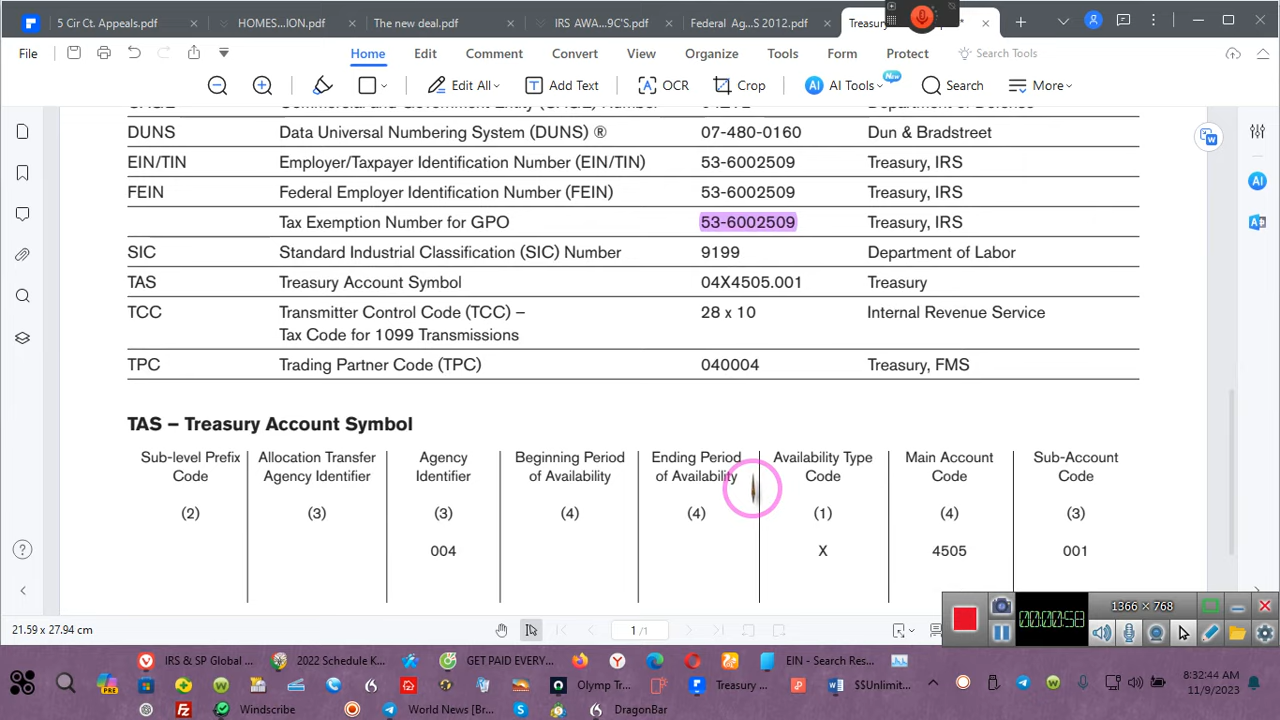 5 Cir Ct. Appeals.pdf
HOMES...ION.pdf
The new deal.pdf
IRS AWA...9C'S.pdf
Federal Ag...S 2012.pdf
Treasury
File
Home
Edit
Comment
Convert
View
Organize
Tools
Form
Protect
Search Tools
Edit All
Add Text
OCR
Crop
AI Tools
New
Search
More
DUNS Data Universal Numbering System (DUNS) ® 07-480-0160 Dun & Bradstreet
EIN/TIN Employer/Taxpayer Identification Number (EIN/TIN) 53-6002509 Treasury, IRS
FEIN Federal Employer Identification Number (FEIN) 53-6002509 Treasury, IRS
Tax Exemption Number for GPO 53-6002509 Treasury, IRS
SIC Standard Industrial Classification (SIC) Number 9199 Department of Labor
TAS Treasury Account Symbol 04X4505.001 Treasury
TCC Transmitter Control Code (TCC) – 28 x 10 Internal Revenue Service
Tax Code for 1099 Transmissions
TPC Trading Partner Code (TPC) 040004 Treasury, FMS
TAS – Treasury Account Symbol
Sub-level Prefix Allocation Transfer Agency Beginning Period Ending Period Availability Type Main Account Sub-Account
Code Agency Identifier Identifier of Availability of Availability Code Code Code
(2) (3) (3) (4) (4) (1) (4) (3)
004 X 4505 001
1366 × 768
00:00:58
21.59 x 27.94 cm
1 /1
IRS & SP Global ...
2022 Schedule K...
GET PAID EVERY...
EIN - Search Res...
Olymp Tr...
Treasury ...
$$Unlimit...
Windscribe
World News [Br...
DragonBar
PRE
8:32:44 AM
11/9/2023